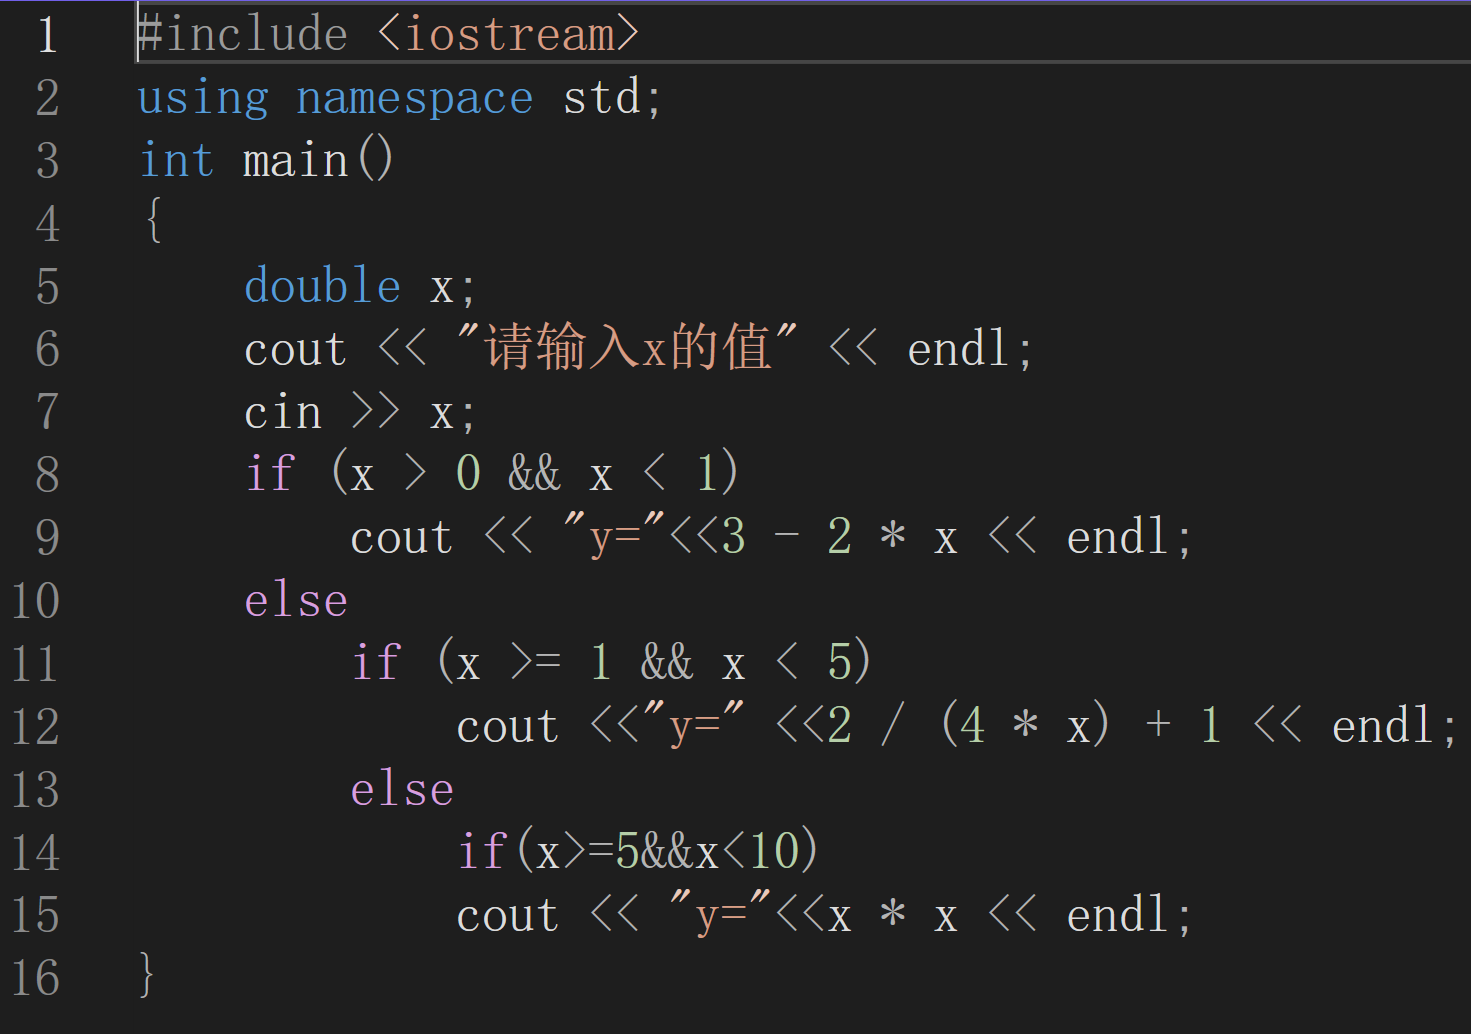 1 #include <iostream>
2 using namespace std;
3 int main()
4 {
5 double x;
6 cout << "请输入x的值" << endl;
7 cin >> x;
8 if (x > 0 && x < 1)
9 cout << "y="<<3 - 2 * x << endl;
10 else
11 if (x >= 1 && x < 5)
12 cout <<"y=" <<2 / (4 * x) + 1 << endl;
13 else
14 if(x>=5&&x<10)
15 cout << "y="<<x * x << endl;
16 }